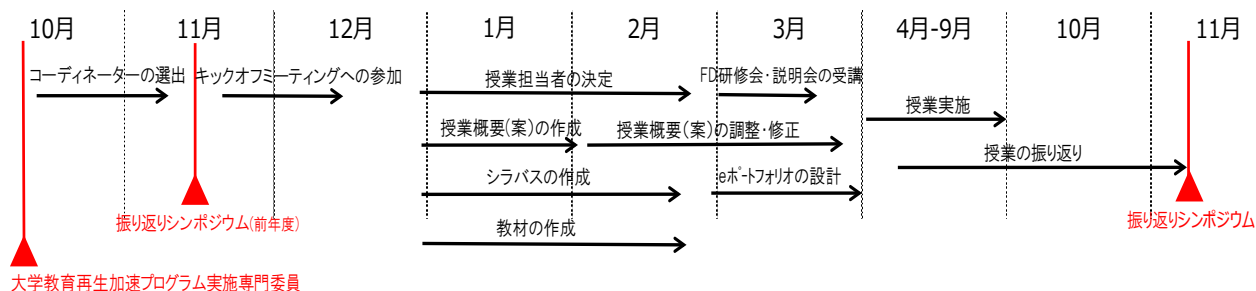 10月
11月
12月
1月
2月
3月
4月-9月
10月
11月
コーディネーターの選出
キックオフミーティングへの参加
授業担当者の決定
FD研修会・説明会の受講
授業実施
授業概要(案)の作成
授業概要(案)の調整・修正
授業の振り返り
シラバスの作成
eポートフォリオの設計
振り返りシンポジウム(前年度)
振り返りシンポジウム
教材の作成
大学教育再生加速プログラム実施専門委員